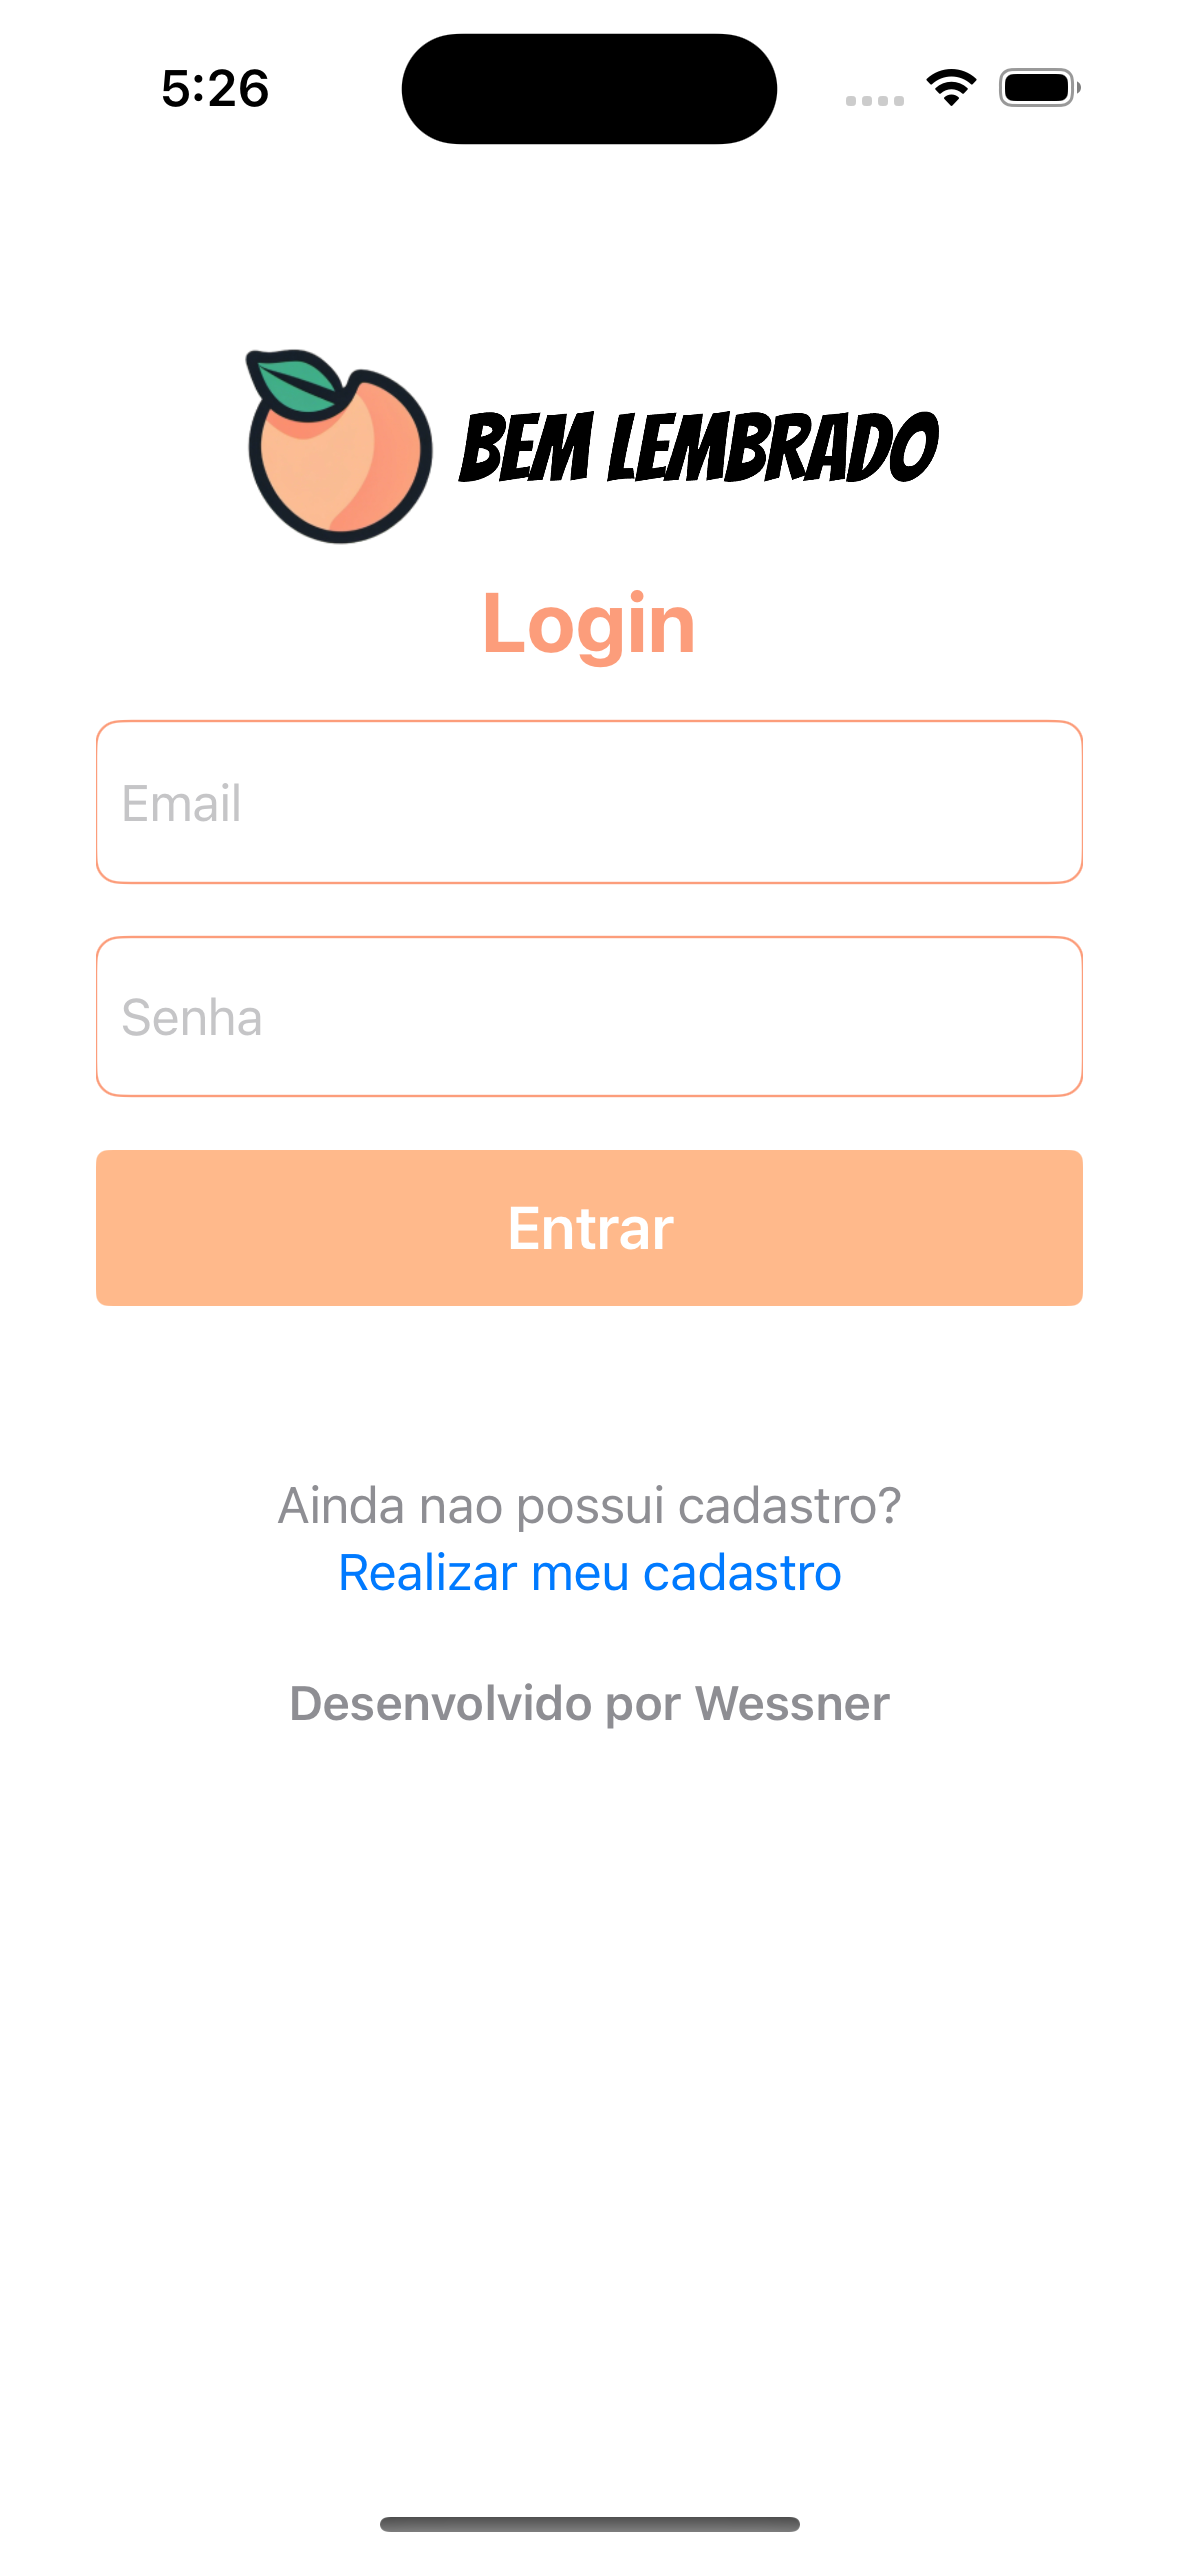 5:26
BEM LEMBRADO
Login
Email
Senha
Entrar
Ainda nao possui cadastro?
Realizar meu cadastro
Desenvolvido por Wessner